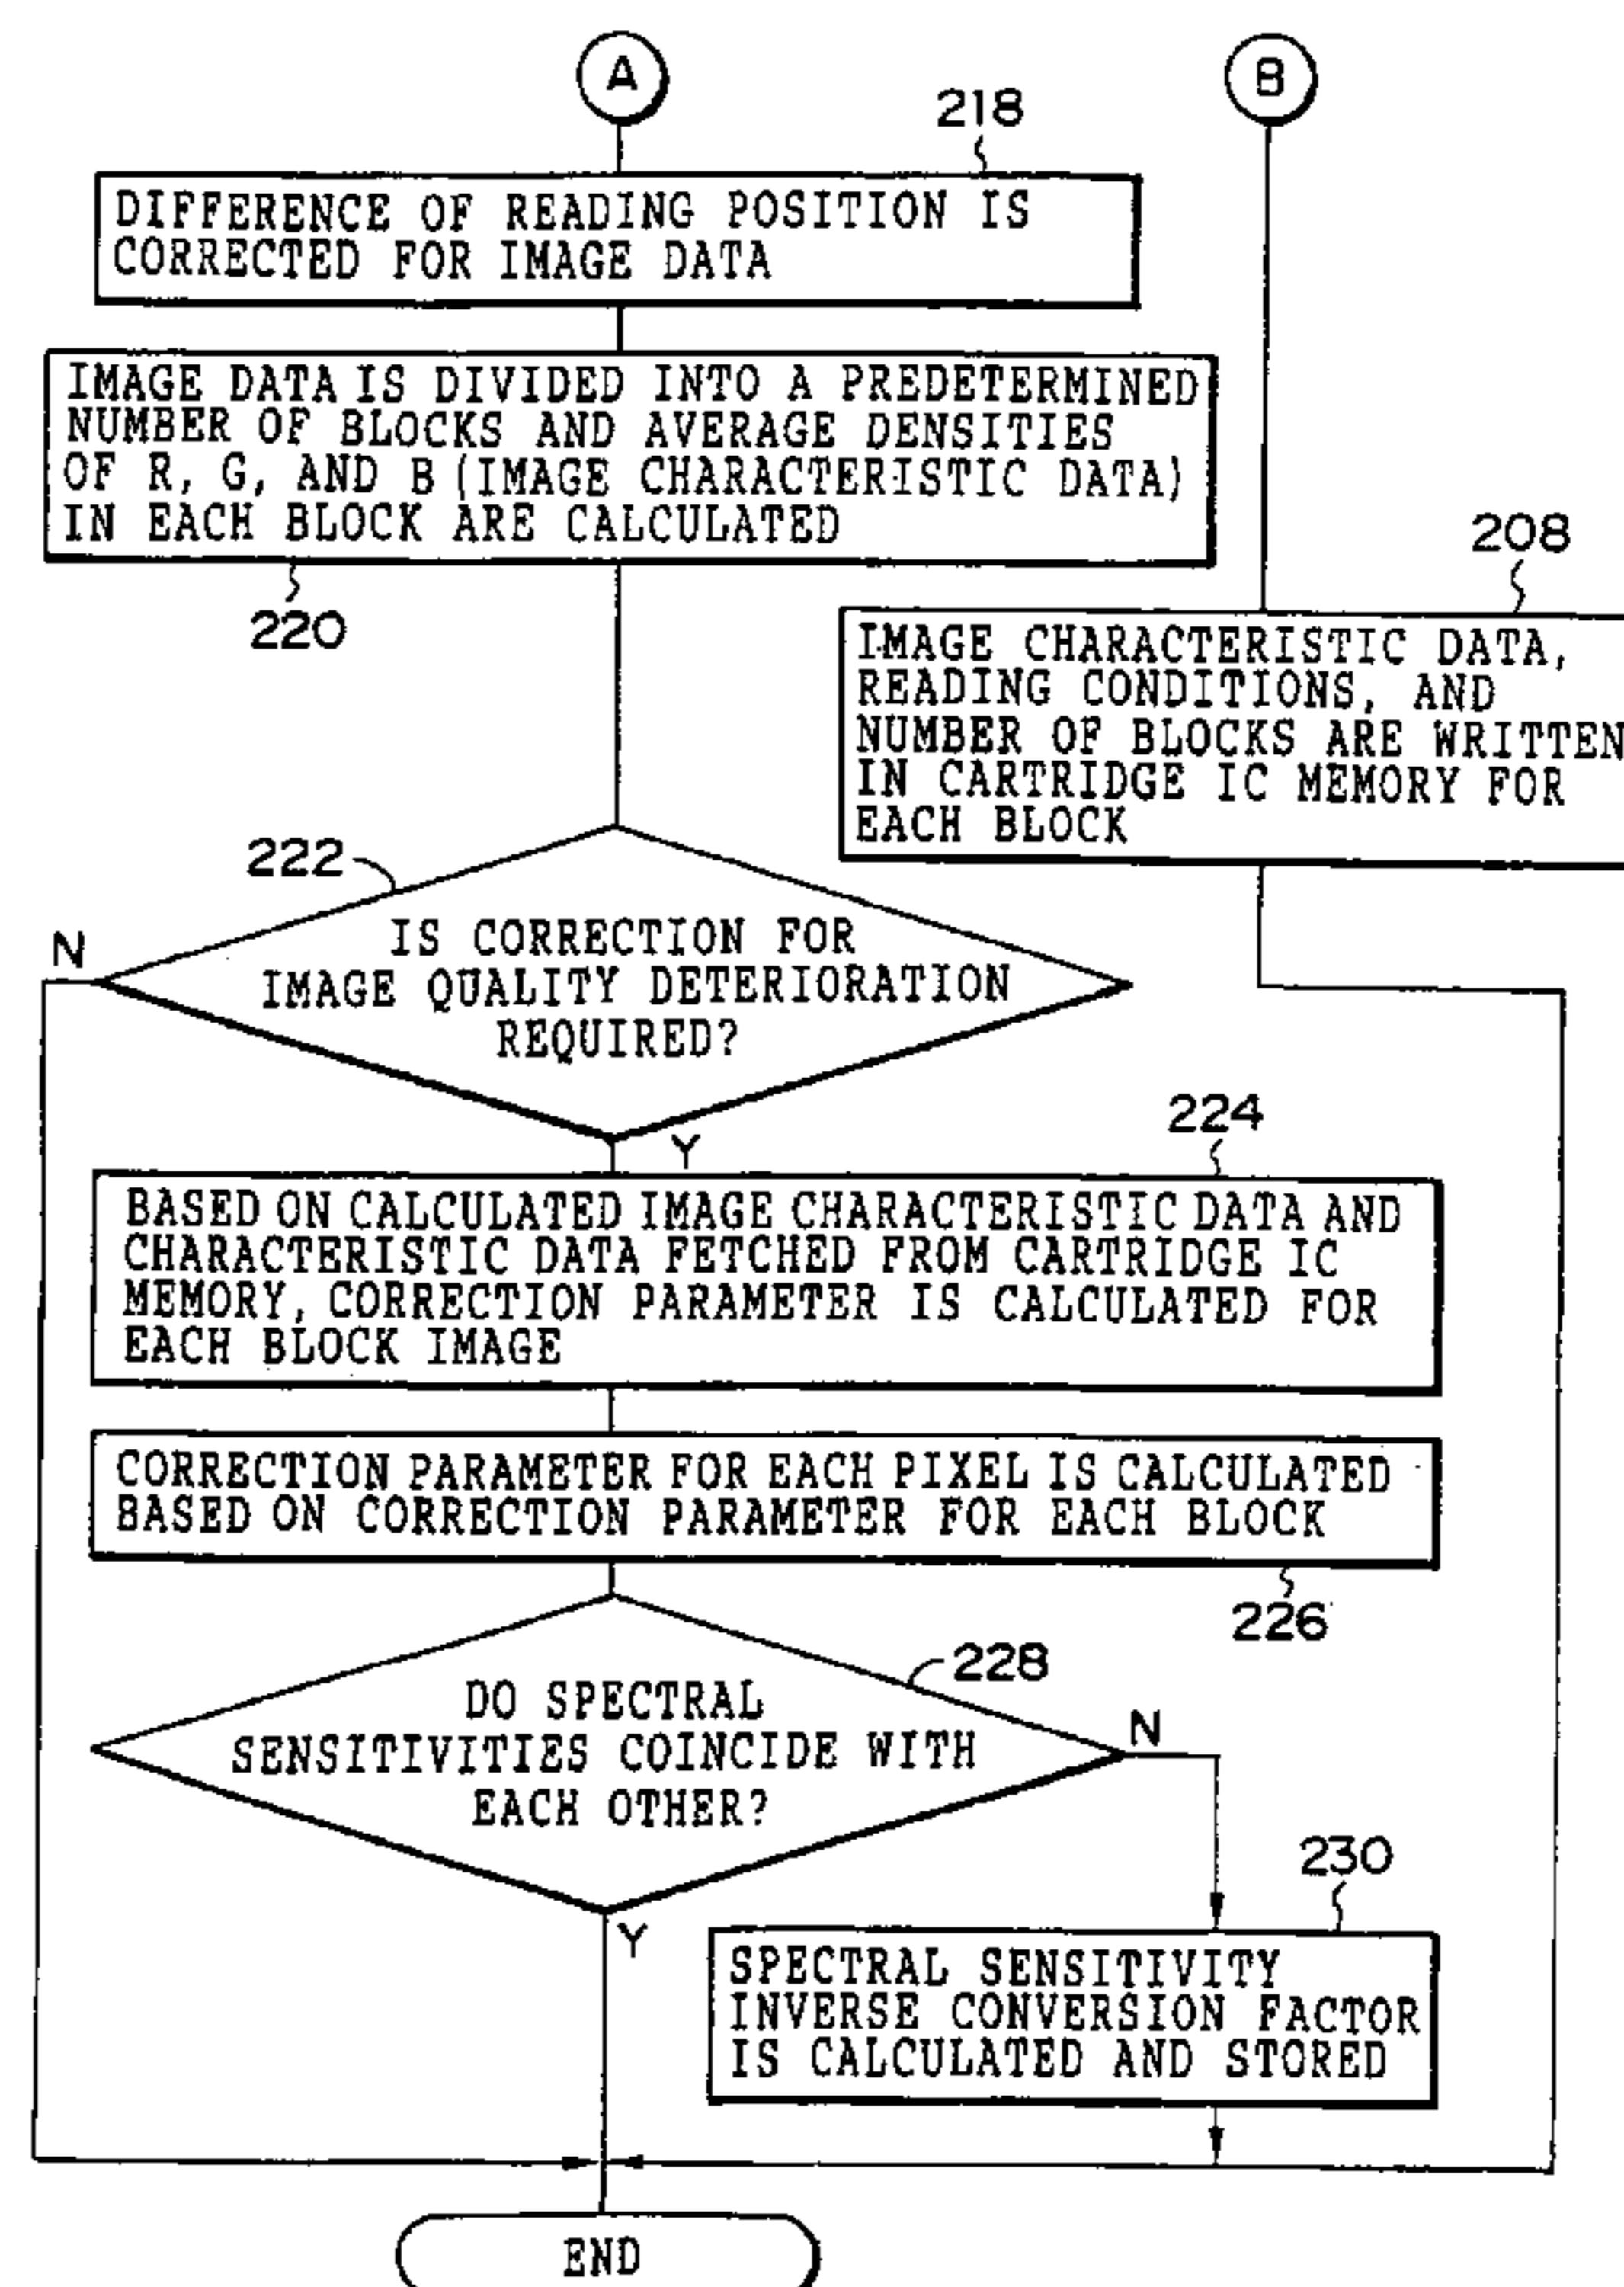 A
B
218
DIFFERENCE OF READING POSITION IS
CORRECTED FOR IMAGE DATA
IMAGE DATA IS DIVIDED INTO A PREDETERMINED
NUMBER OF BLOCKS AND AVERAGE DENSITIES
OF R, G, AND B (IMAGE CHARACTERISTIC DATA)
IN EACH BLOCK ARE CALCULATED
220
208
IMAGE CHARACTERISTIC DATA,
READING CONDITIONS, AND
NUMBER OF BLOCKS ARE WRITTEN
IN CARTRIDGE IC MEMORY FOR
EACH BLOCK
222
N
IS CORRECTION FOR
IMAGE QUALITY DETERIORATION
REQUIRED?
Y
224
BASED ON CALCULATED IMAGE CHARACTERISTIC DATA AND
CHARACTERISTIC DATA FETCHED FROM CARTRIDGE IC
MEMORY, CORRECTION PARAMETER IS CALCULATED FOR
EACH BLOCK IMAGE
CORRECTION PARAMETER FOR EACH PIXEL IS CALCULATED
BASED ON CORRECTION PARAMETER FOR EACH BLOCK
226
228
DO SPECTRAL
SENSITIVITIES COINCIDE WITH
EACH OTHER?
N
Y
230
SPECTRAL SENSITIVITY
INVERSE CONVERSION FACTOR
IS CALCULATED AND STORED
END